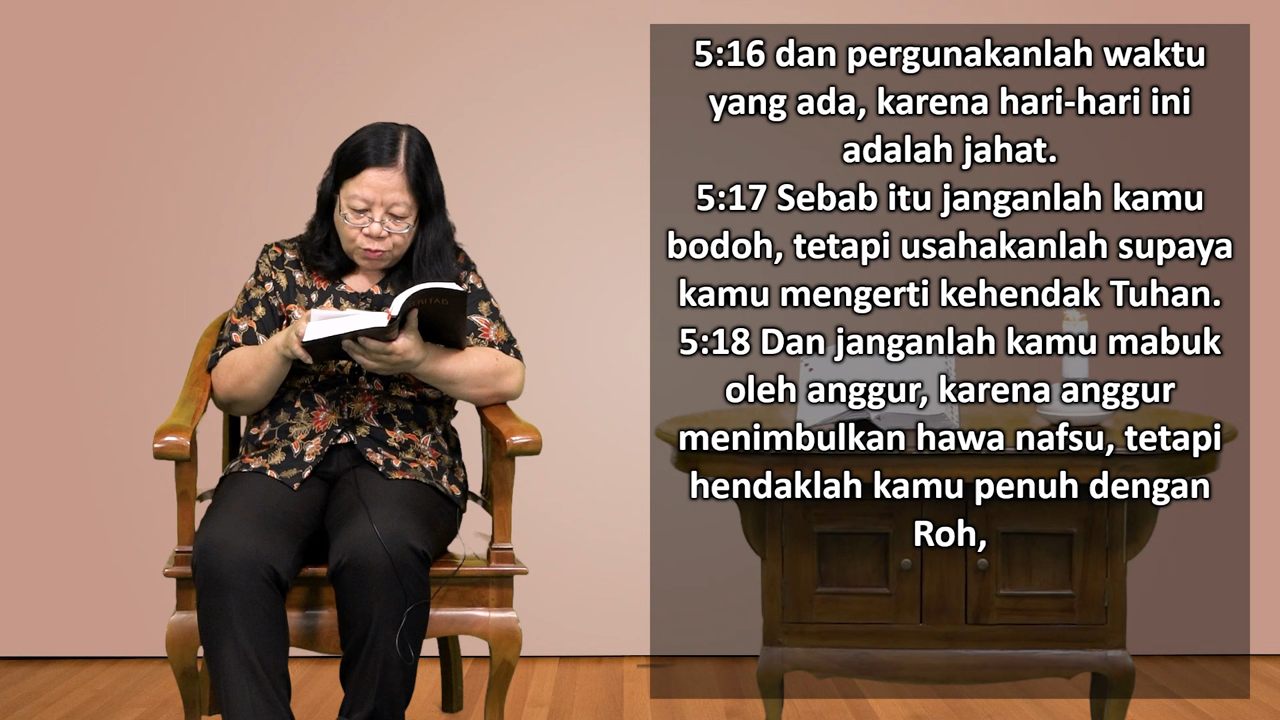 5:16 dan pergunakanlah waktu
yang ada, karena hari-hari ini
adalah jahat.
5:17 Sebab itu janganlah kamu
bodoh, tetapi usahakanlah supaya
kamu mengerti kehendak Tuhan.
5:18 Dan janganlah kamu mabuk
oleh anggur, karena anggur
menimbulkan hawa nafsu, tetapi
hendaklah kamu penuh dengan
Roh,